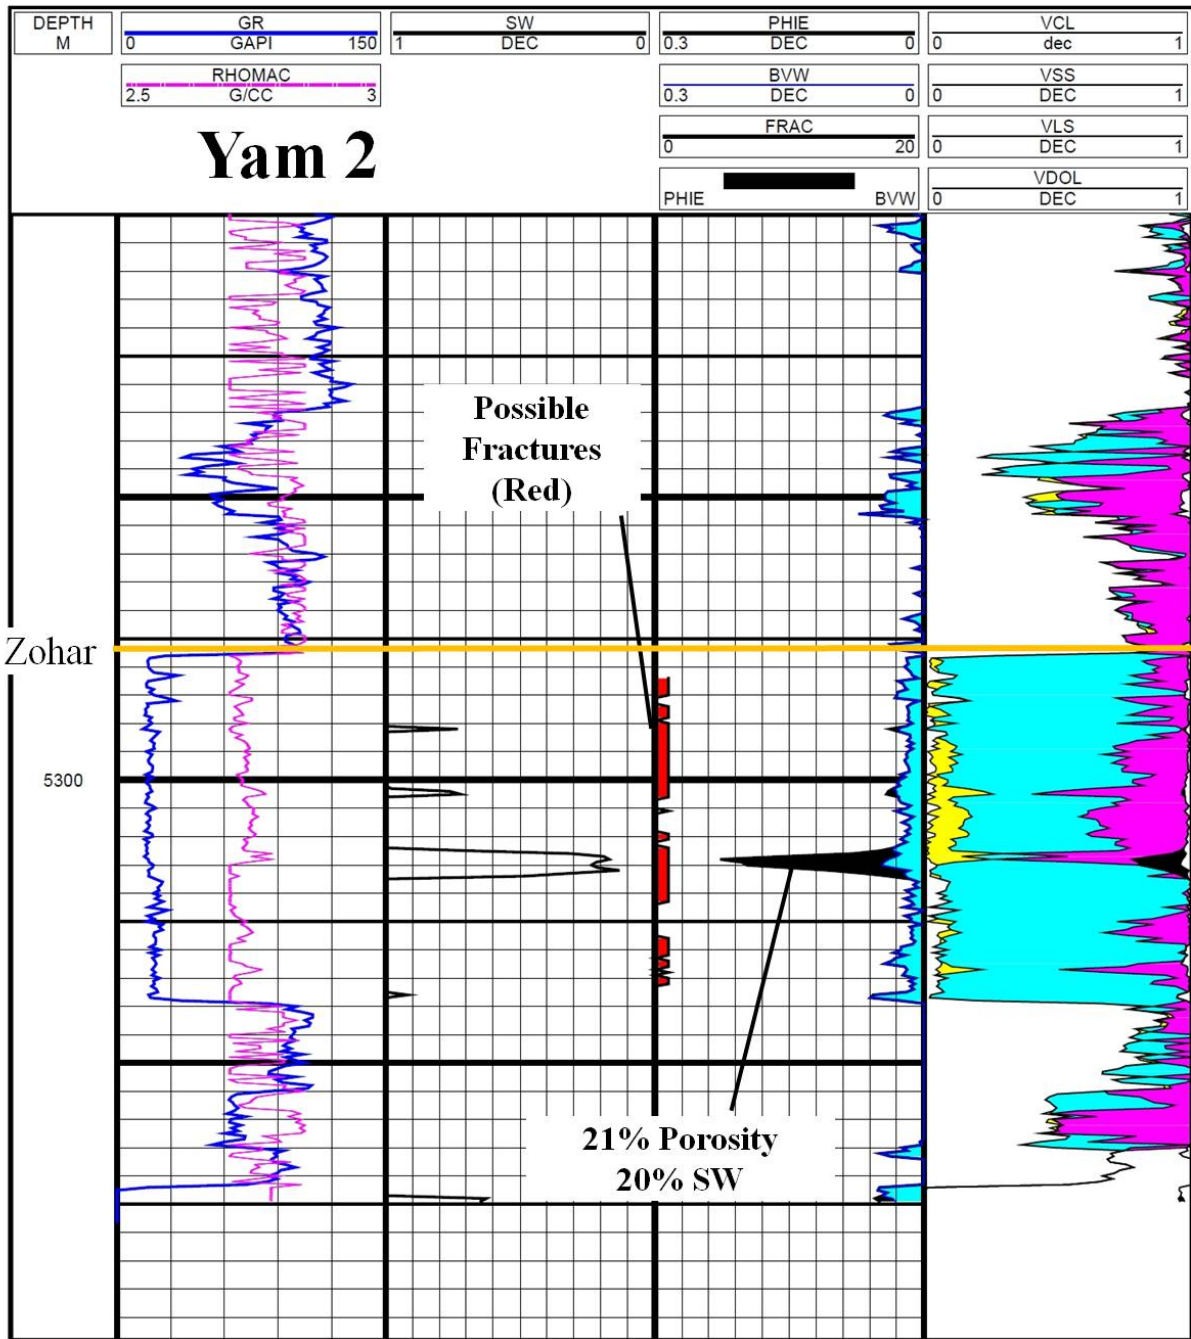 DEPTH
M
GR
0 GAPI 150
RHOMAC
2.5 G/CC 3
SW
1 DEC 0
PHIE
0.3 DEC 0
BVW
0.3 DEC 0
FRAC
0 20
PHIE BVW
VCL
0 dec 1
VSS
0 DEC 1
VLS
0 DEC 1
VDOL
0 DEC 1
Yam 2
Possible
Fractures
(Red)
Zohar
5300
21% Porosity
20% SW